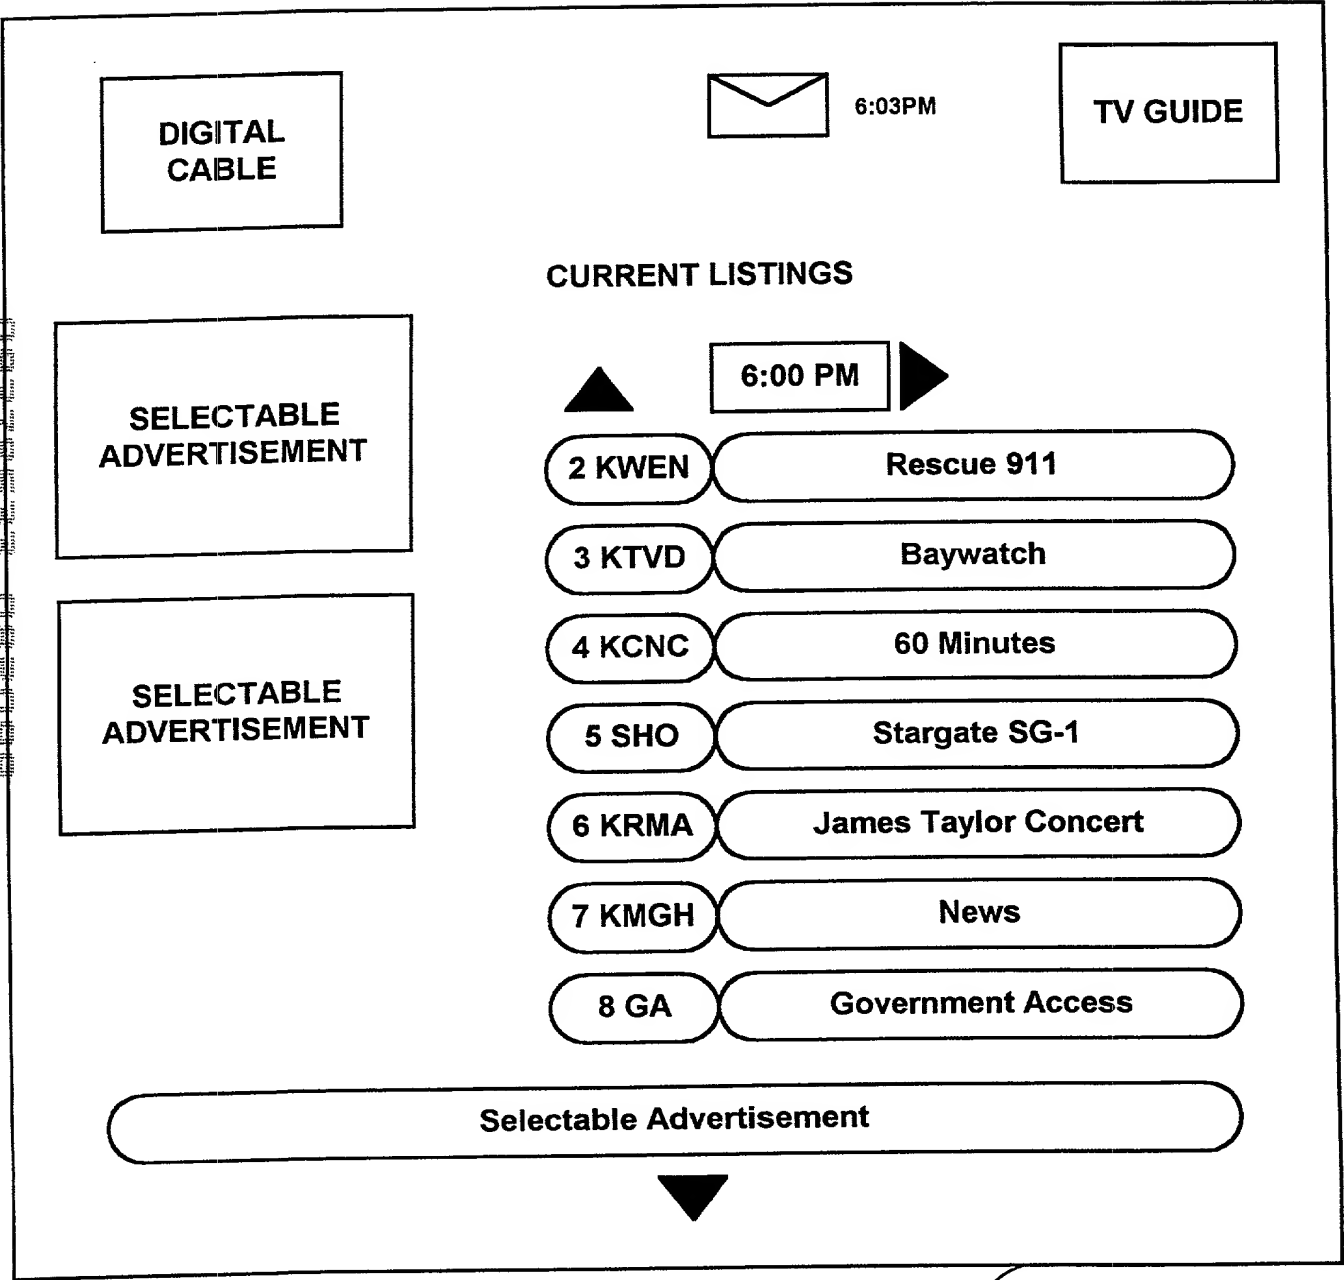 DIGITAL
CABLE
6:03PM
TV GUIDE
CURRENT LISTINGS
6:00 PM
SELECTABLE
ADVERTISEMENT
SELECTABLE
ADVERTISEMENT
2 KWEN Rescue 911
3 KTVD Baywatch
4 KCNC 60 Minutes
5 SHO Stargate SG-1
6 KRMA James Taylor Concert
7 KMGH News
8 GA Government Access
Selectable Advertisement